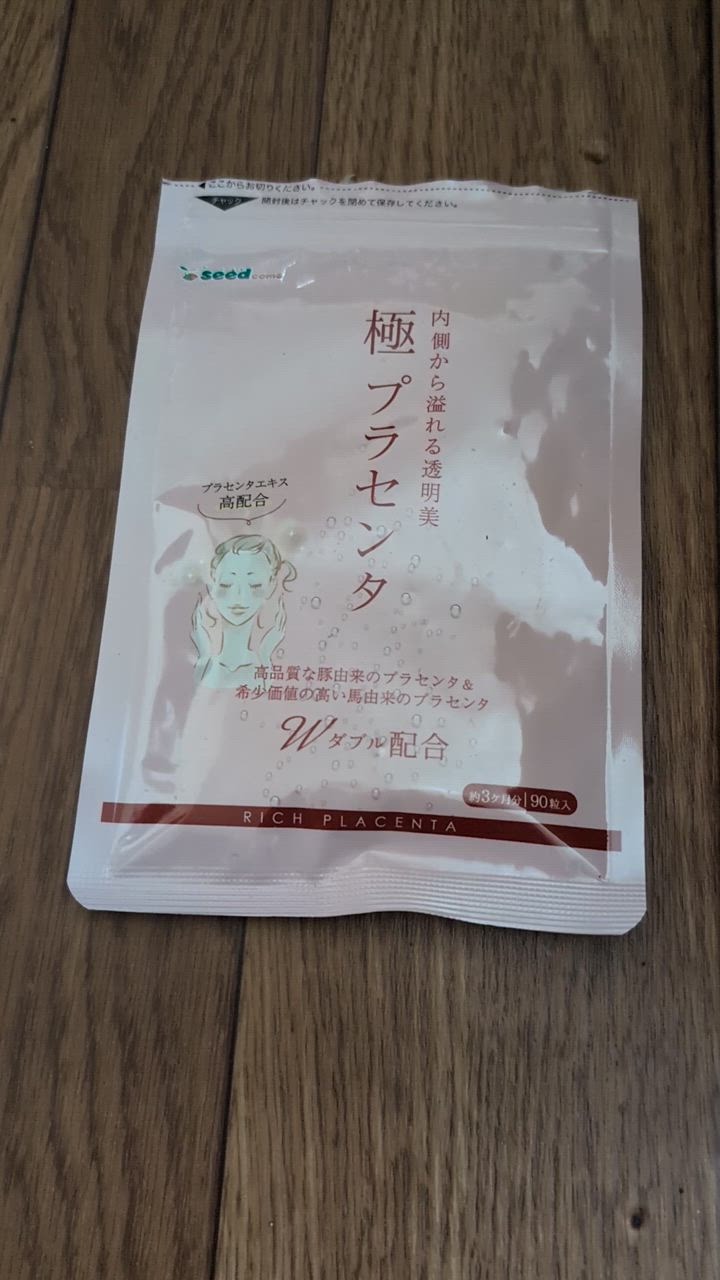 ここからお切りください。
チャック 開封後はチャックを閉めて保存してください。
seedcoms
内側から溢れる透明美
極 プラセンタ
プラセンタエキス
高配合
高品質な豚由来のプラセンタ&
希少価値の高い馬由来のプラセンタ
Wダブル配合
約3ケ月分|90粒入
RICH PLACENTA